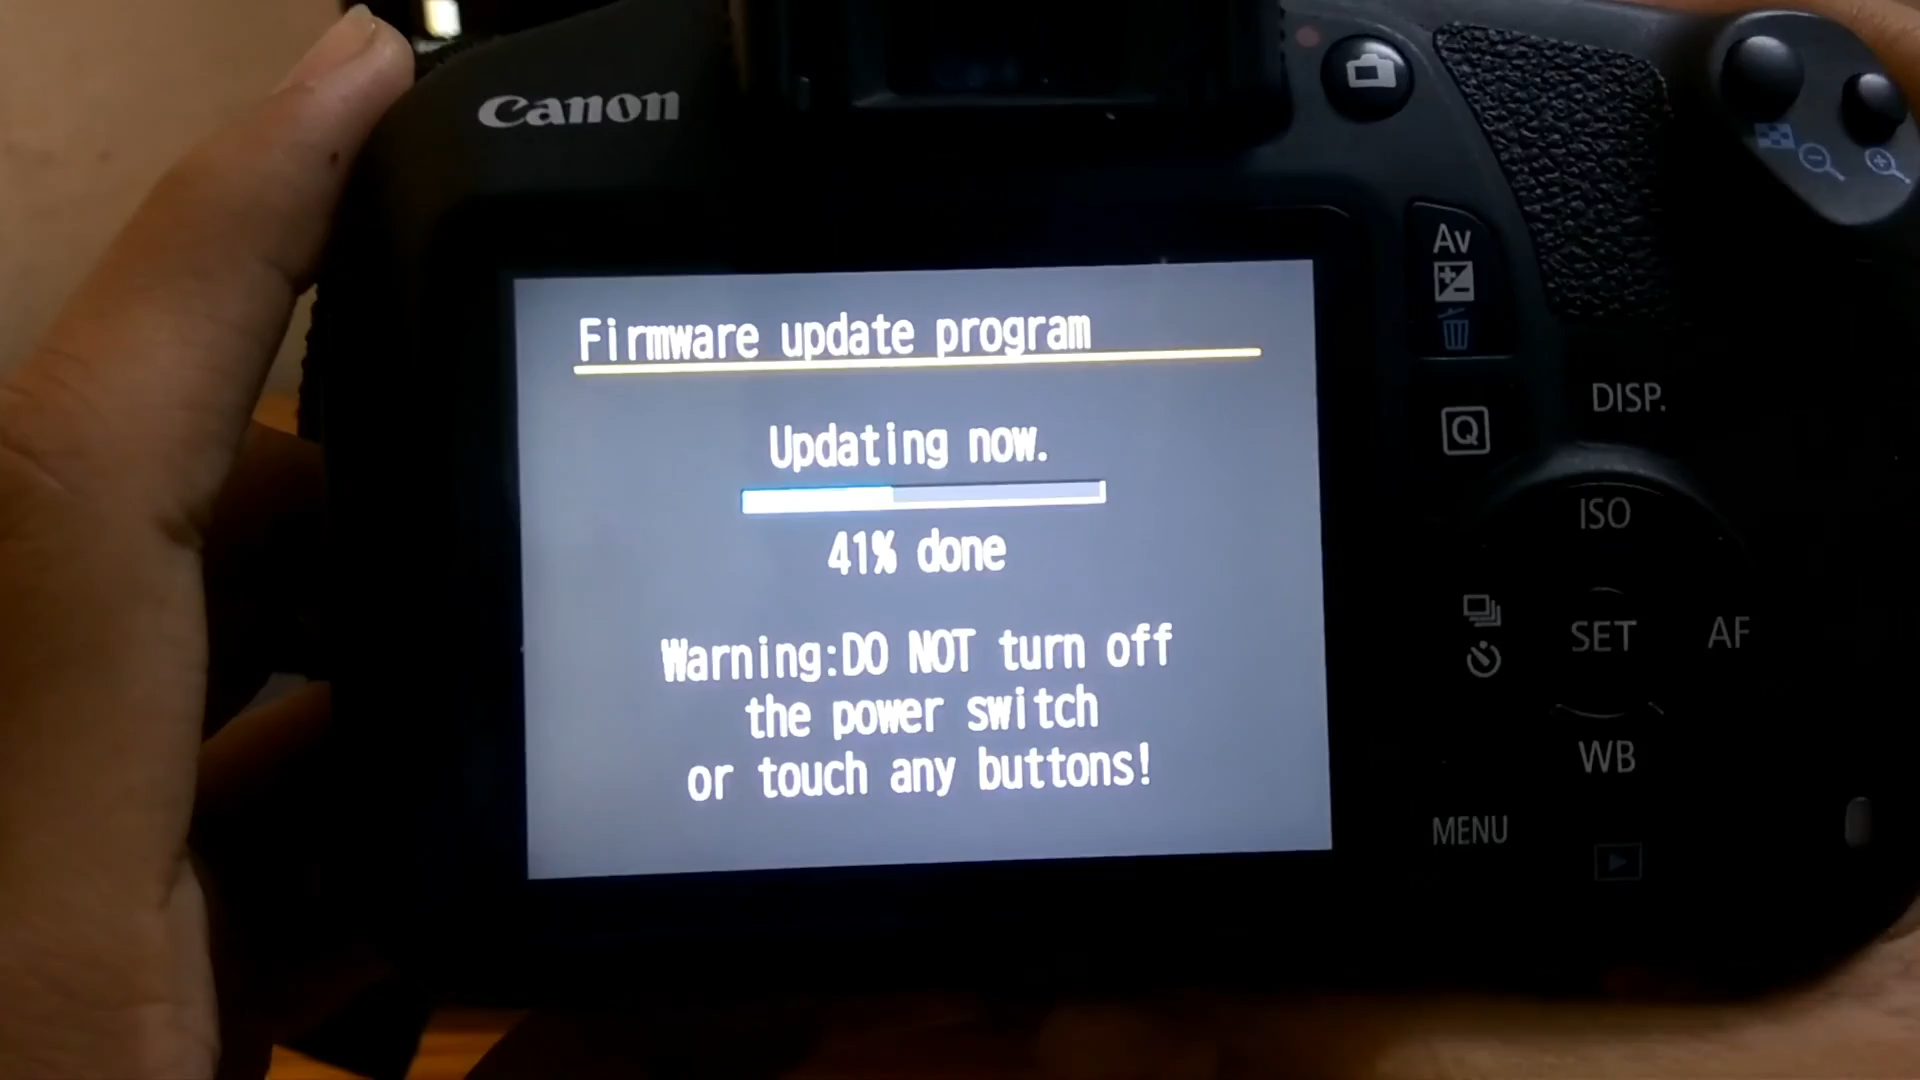 Canon
Firmware update program
Updating now.
41% done
Warning:DO NOT turn off
the power switch
or touch any buttons!
Av
Q
DISP.
ISO
SET
AF
WB
MENU